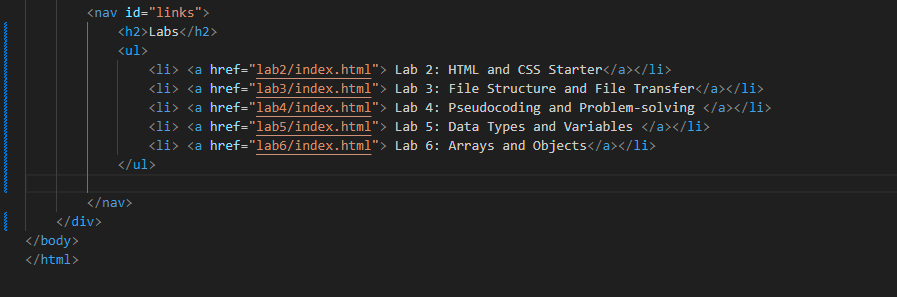 <nav id="links">
<h2>Labs</h2>
<ul>
<li> <a href="lab2/index.html"> Lab 2: HTML and CSS Starter</a></li>
<li> <a href="lab3/index.html"> Lab 3: File Structure and File Transfer</a></li>
<li> <a href="lab4/index.html"> Lab 4: Pseudocoding and Problem-solving </a></li>
<li> <a href="lab5/index.html"> Lab 5: Data Types and Variables </a></li>
<li> <a href="lab6/index.html"> Lab 6: Arrays and Objects</a></li>
</ul>
</nav>
</div>
</body>
</html>